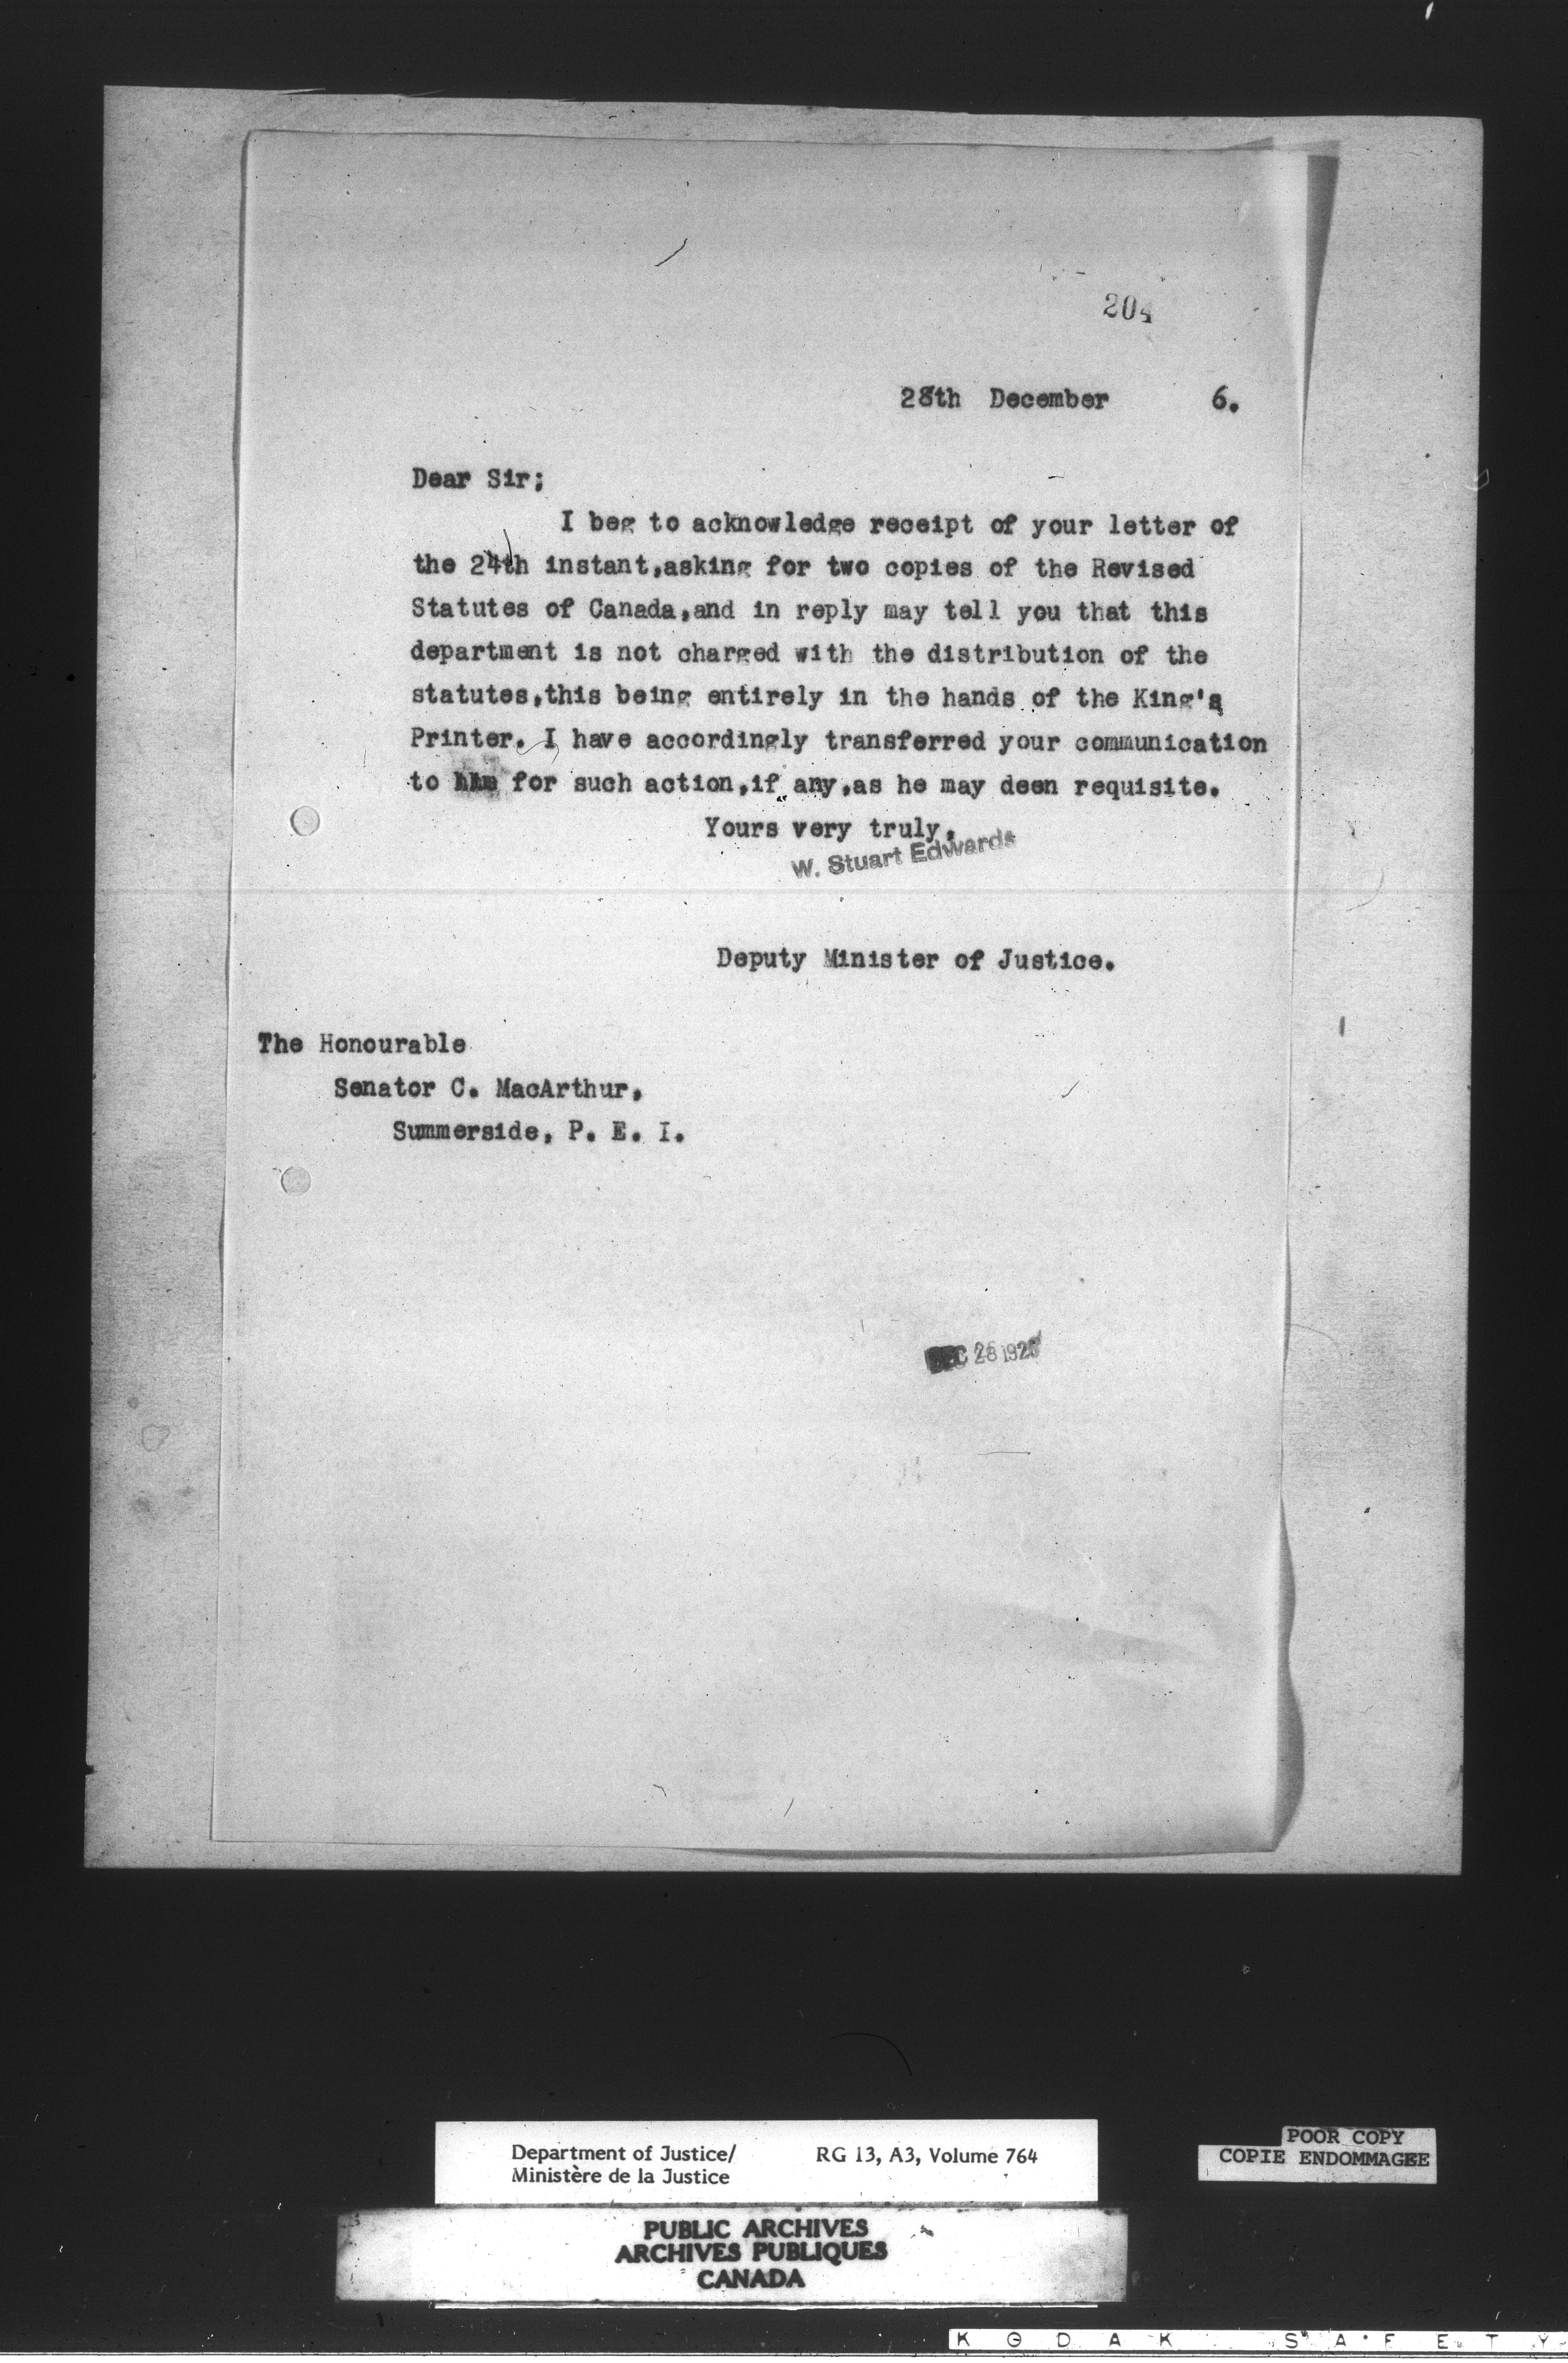 204
28th December 6.
Dear Sir;
I beg to acknowledge receipt of your letter of
the 24th instant,asking for two copies of the Revised
Statutes of Canada,and in reply may tell you that this
department is not charged with the distribution of the
statutes,this being entirely in the hands of the King's
Printer. I have accordingly transferred your communication
to him for such action,if any,as he may deen requisite.
Yours very truly,
W. Stuart Edwards
Deputy Minister of Justice.
The Honourable
Senator C. MacArthur,
Summerside, P. E. I.
DEC 28 1926
Department of Justice/ RG 13, A3, Volume 764
Ministère de la Justice
POOR COPY
COPIE ENDOMMAGEE
PUBLIC ARCHIVES
ARCHIVES PUBLIQUES
CANADA
KODAK SAFETY